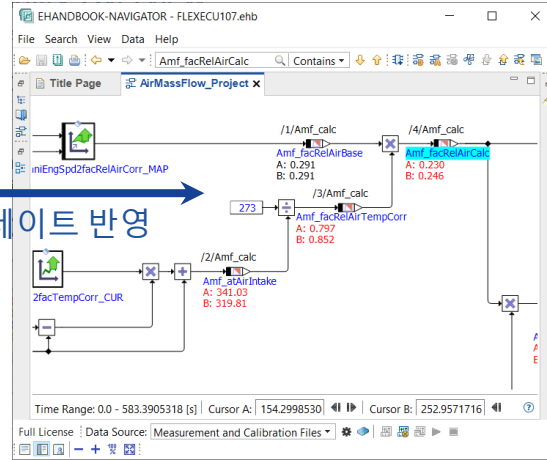 EHANDBOOK-NAVIGATOR - FLEXECU107.ehb
File Search View Data Help
Amf_facRelAirCalc Contains
Title Page AirMassFlow_Project
/1/Amf_calc /4/Amf_calc
Amf_facRelAirBase Amf_facRelAirCalc
A: 0.291 A: 0.230
B: 0.291 B: 0.246
niEngSpd2facRelAirCorr_MAP
/3/Amf_calc
273
Amf_facRelAirTempCorr
A: 0.797
B: 0.852
이트 반영
/2/Amf_calc
Amf_atAirIntake
A: 341.03
B: 319.81
2facTempCorr_CUR
Time Range: 0.0 - 583.3905318 [s] Cursor A: 154.2998530 Cursor B: 252.9571716
Full License Data Source: Measurement and Calibration Files